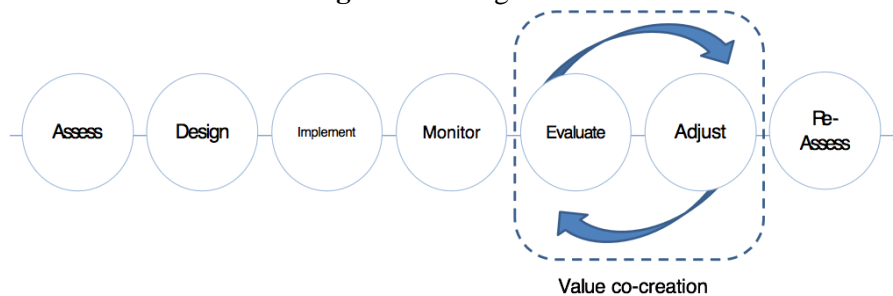 Assess
Design
Implement
Monitor
Evaluate
Adjust
Re-
Assess
Value co-creation